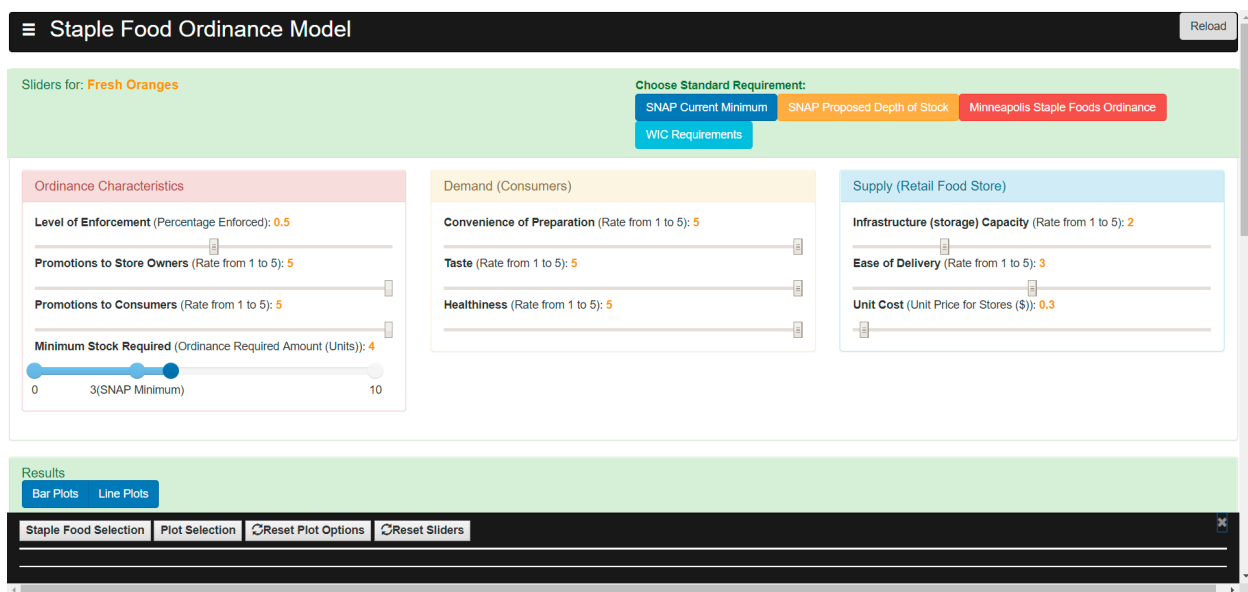 ≡ Staple Food Ordinance Model
Reload
Sliders for: Fresh Oranges
Choose Standard Requirement:
SNAP Current Minimum
SNAP Proposed Depth of Stock
Minneapolis Staple Foods Ordinance
WIC Requirements
Ordinance Characteristics
Level of Enforcement (Percentage Enforced): 0.5
Promotions to Store Owners (Rate from 1 to 5): 5
Promotions to Consumers (Rate from 1 to 5): 5
Minimum Stock Required (Ordinance Required Amount (Units)): 4
0 3(SNAP Minimum) 10
Demand (Consumers)
Convenience of Preparation (Rate from 1 to 5): 5
Taste (Rate from 1 to 5): 5
Healthiness (Rate from 1 to 5): 5
Supply (Retail Food Store)
Infrastructure (storage) Capacity (Rate from 1 to 5): 2
Ease of Delivery (Rate from 1 to 5): 3
Unit Cost (Unit Price for Stores ($)): 0.3
Results
Bar Plots Line Plots
Staple Food Selection Plot Selection Reset Plot Options Reset Sliders